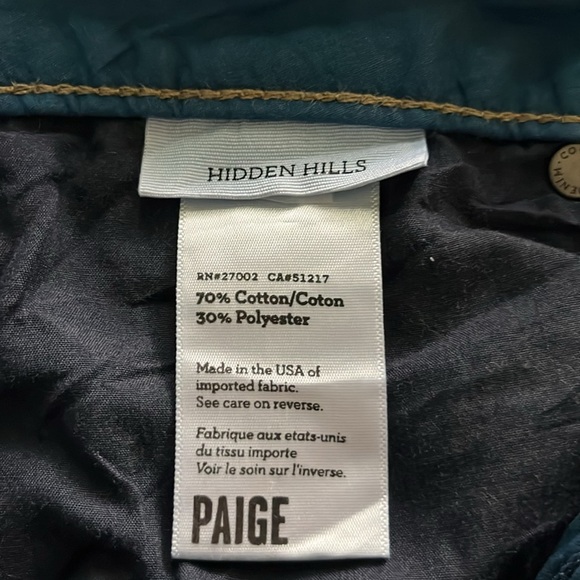 HIDDEN HILLS
RN#27002 CA#51217
70% Cotton/Coton
30% Polyester
Made in the USA of
imported fabric.
See care on reverse.
Fabrique aux etats-unis
du tissu importe
Voir le soin sur l'inverse.
PAIGE